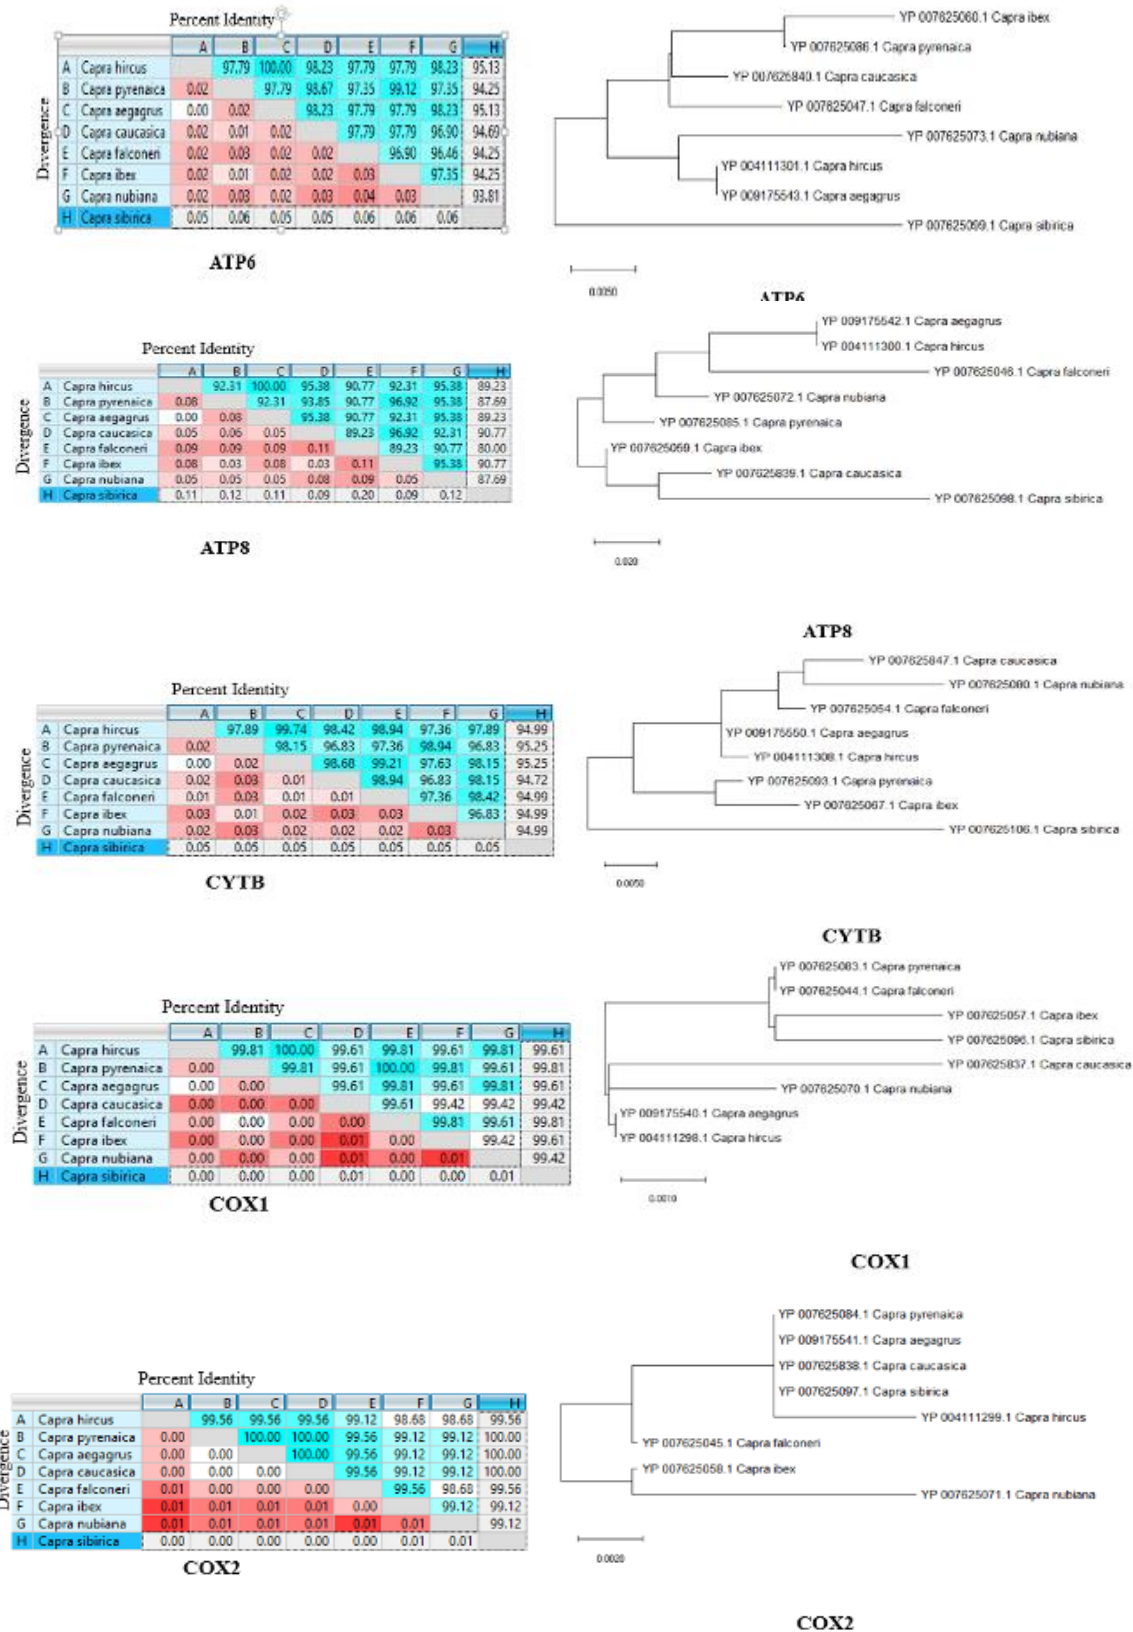 Percent Identity
A B C D E F G H
A Capra hircus 97.79 100.00 98.23 97.79 97.79 98.23 95.13
B Capra pyrenaica 0.02 97.79 98.67 97.35 99.12 97.35 94.25
C Capra aegagrus 0.00 0.02 98.23 97.79 97.79 98.23 95.13
D Capra caucasica 0.02 0.01 0.02 97.79 97.79 96.90 94.69
E Capra falconeri 0.02 0.03 0.02 0.02 96.90 96.46 94.25
F Capra ibex 0.02 0.01 0.02 0.02 0.03 97.35 94.25
G Capra nubiana 0.02 0.03 0.02 0.03 0.04 0.03 93.81
H Capra sibirica 0.05 0.06 0.05 0.05 0.06 0.06 0.06
Divergence
ATP6
YP 007625060.1 Capra ibex
YP 007625086.1 Capra pyrenaica
YP 007625840.1 Capra caucasica
YP 007625047.1 Capra falconeri
YP 007625073.1 Capra nubiana
YP 004111301.1 Capra hircus
YP 009175543.1 Capra aegagrus
YP 007625099.1 Capra sibirica
0.0050
ATP6
Percent Identity
A B C D E F G H
A Capra hircus 92.31 100.00 95.38 90.77 92.31 95.38 89.23
B Capra pyrenaica 0.08 92.31 93.85 90.77 96.92 95.38 87.69
C Capra aegagrus 0.00 0.08 95.38 90.77 92.31 95.38 89.23
D Capra caucasica 0.05 0.06 0.05 89.23 96.92 92.31 90.77
E Capra falconeri 0.09 0.09 0.09 0.11 89.23 90.77 80.00
F Capra ibex 0.08 0.03 0.08 0.03 0.11 95.38 90.77
G Capra nubiana 0.05 0.05 0.05 0.08 0.09 0.05 87.69
H Capra sibirica 0.11 0.12 0.11 0.09 0.20 0.09 0.12
Divergence
ATP8
YP 009175542.1 Capra aegagrus
YP 004111300.1 Capra hircus
YP 007625046.1 Capra falconeri
YP 007625072.1 Capra nubiana
YP 007625085.1 Capra pyrenaica
YP 007625059.1 Capra ibex
YP 007625839.1 Capra caucasica
YP 007625098.1 Capra sibirica
0.020
ATP8
Percent Identity
A B C D E F G H
A Capra hircus 97.89 99.74 98.42 98.94 97.36 97.89 94.99
B Capra pyrenaica 0.02 98.15 96.83 97.36 98.94 96.83 95.25
C Capra aegagrus 0.00 0.02 98.68 99.21 97.63 98.15 95.25
D Capra caucasica 0.02 0.03 0.01 98.94 96.83 98.15 94.72
E Capra falconeri 0.01 0.03 0.01 0.01 97.36 98.42 94.99
F Capra ibex 0.03 0.01 0.02 0.03 0.03 96.83 94.99
G Capra nubiana 0.02 0.03 0.02 0.02 0.02 0.03 94.99
H Capra sibirica 0.05 0.05 0.05 0.05 0.05 0.05 0.05
Divergence
CYTB
YP 007625847.1 Capra caucasica
YP 007625080.1 Capra nubiana
YP 007625054.1 Capra falconeri
YP 009175550.1 Capra aegagrus
YP 004111308.1 Capra hircus
YP 007625093.1 Capra pyrenaica
YP 007625067.1 Capra ibex
YP 007625106.1 Capra sibirica
0.0050
CYTB
Percent Identity
A B C D E F G H
A Capra hircus 99.81 100.00 99.61 99.81 99.61 99.81 99.61
B Capra pyrenaica 0.00 99.81 99.61 100.00 99.81 99.61 99.81
C Capra aegagrus 0.00 0.00 99.61 99.81 99.61 99.81 99.61
D Capra caucasica 0.00 0.00 0.00 99.61 99.42 99.42 99.42
E Capra falconeri 0.00 0.00 0.00 0.00 99.81 99.61 99.81
F Capra ibex 0.00 0.00 0.00 0.01 0.00 99.42 99.61
G Capra nubiana 0.00 0.00 0.00 0.01 0.00 0.01 99.42
H Capra sibirica 0.00 0.00 0.00 0.01 0.00 0.00 0.01
Divergence
COX1
YP 007625083.1 Capra pyrenaica
YP 007625044.1 Capra falconeri
YP 007625057.1 Capra ibex
YP 007625096.1 Capra sibirica
YP 007625837.1 Capra caucasica
YP 007625070.1 Capra nubiana
YP 009175540.1 Capra aegagrus
YP 004111298.1 Capra hircus
0.0010
COX1
Percent Identity
A B C D E F G H
A Capra hircus 99.56 99.56 99.56 99.12 98.68 98.68 99.56
B Capra pyrenaica 0.00 100.00 100.00 99.56 99.12 99.12 100.00
C Capra aegagrus 0.00 0.00 100.00 99.56 99.12 99.12 100.00
D Capra caucasica 0.00 0.00 0.00 99.56 99.12 99.12 100.00
E Capra falconeri 0.01 0.00 0.00 0.00 99.56 98.68 99.56
F Capra ibex 0.01 0.01 0.01 0.01 0.00 99.12 99.12
G Capra nubiana 0.01 0.01 0.01 0.01 0.01 0.01 99.12
H Capra sibirica 0.00 0.00 0.00 0.00 0.00 0.01 0.01
Divergence
COX2
YP 007625084.1 Capra pyrenaica
YP 009175541.1 Capra aegagrus
YP 007625838.1 Capra caucasica
YP 007625097.1 Capra sibirica
YP 004111299.1 Capra hircus
YP 007625045.1 Capra falconeri
YP 007625058.1 Capra ibex
YP 007625071.1 Capra nubiana
0.0020
COX2